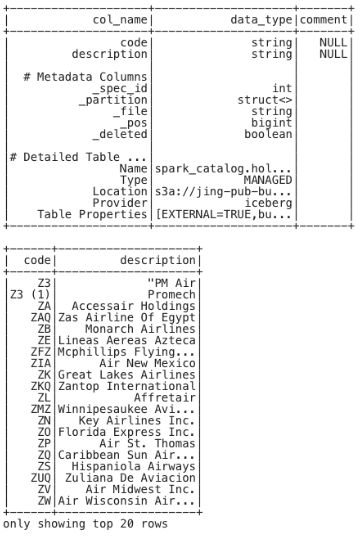 +--------------------+--------------------+-------+
|            col_name|           data_type|comment|
+--------------------+--------------------+-------+
|                code|              string|   NULL|
|         description|              string|   NULL|
|                    |                    |       |
|  # Metadata Columns|                    |       |
|            _spec_id|                 int|       |
|          _partition|            struct<>|       |
|               _file|              string|       |
|                _pos|              bigint|       |
|            _deleted|             boolean|       |
|                    |                    |       |
|# Detailed Table ...|                    |       |
|                Name|spark_catalog.hol...|       |
|                Type|             MANAGED|       |
|            Location|s3a://jing-pub-bu...|       |
|            Provider|             iceberg|       |
|    Table Properties|[EXTERNAL=TRUE,bu...|       |
+--------------------+--------------------+-------+
+------+--------------------+
|  code|         description|
+------+--------------------+
|    Z3|             "PM Air|
|Z3 (1)|             Promech|
|    ZA| Accessair Holdings|
|   ZAQ|Zas Airline Of Egypt|
|    ZB|    Monarch Airlines|
|    ZE|Lineas Aereas Azteca|
|   ZFZ|Mcphillips Flying...|
|   ZIA|      Air New Mexico|
|    ZK|Great Lakes Airlines|
|   ZKQ|Zantop International|
|    ZL|           Affretair|
|   ZMZ|Winnipesaukee Avi...|
|    ZN|   Key Airlines Inc.|
|    ZO|Florida Express Inc.|
|    ZP|      Air St. Thomas|
|    ZQ|Caribbean Sun Air...|
|    ZS|  Hispaniola Airways|
|   ZUQ| Zuliana De Aviacion|
|    ZV|    Air Midwest Inc.|
|    ZW|Air Wisconsin Air...|
+------+--------------------+
only showing top 20 rows